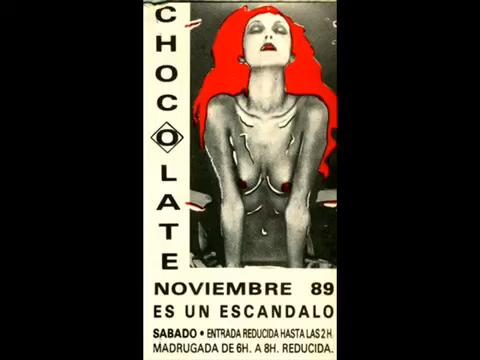 CHOCOLATE
NOVIEMBRE 89
ES UN ESCANDALO
SABADO • ENTRADA REDUCIDA HASTA LAS 2 H.
MADRUGADA DE 6H. A 8H. REDUCIDA.